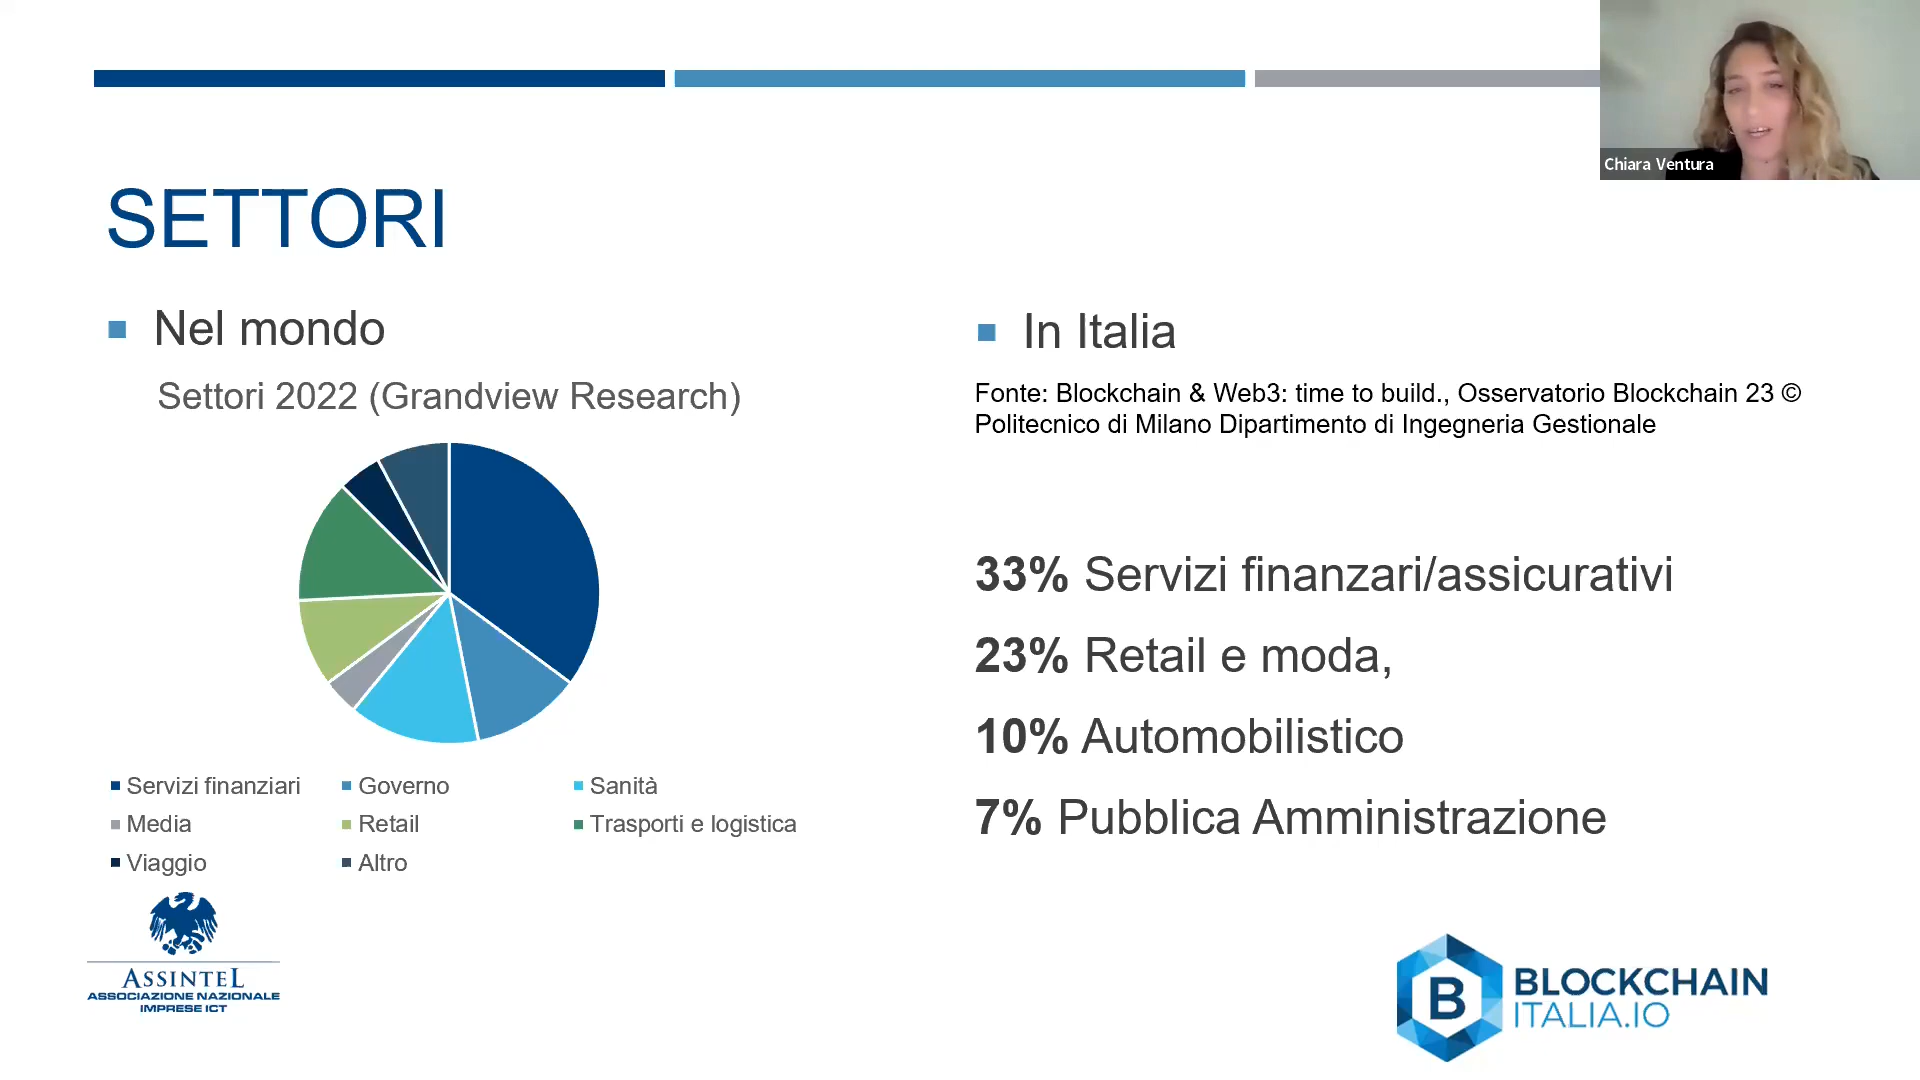 Chiara Ventura
SETTORI
Nel mondo
Settori 2022 (Grandview Research)
Servizi finanziari
Governo
Sanità
Media
Retail
Trasporti e logistica
Viaggio
Altro
In Italia
Fonte: Blockchain & Web3: time to build., Osservatorio Blockchain 23 ©
Politecnico di Milano Dipartimento di Ingegneria Gestionale
33% Servizi finanzari/assicurativi
23% Retail e moda,
10% Automobilistico
7% Pubblica Amministrazione
ASSINTEL
ASSOCIAZIONE NAZIONALE
IMPRESE ICT
B
BLOCKCHAIN
ITALIA.IO